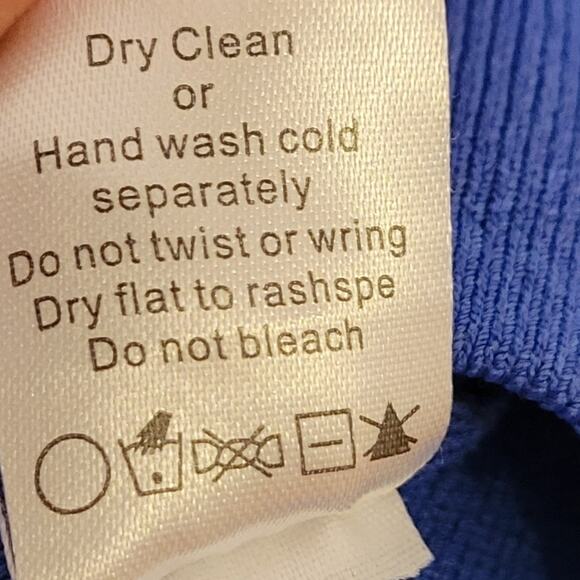 Dry Clean
or
Hand wash cold
separately
Do not twist or wring
Dry flat to rashspe
Do not bleach